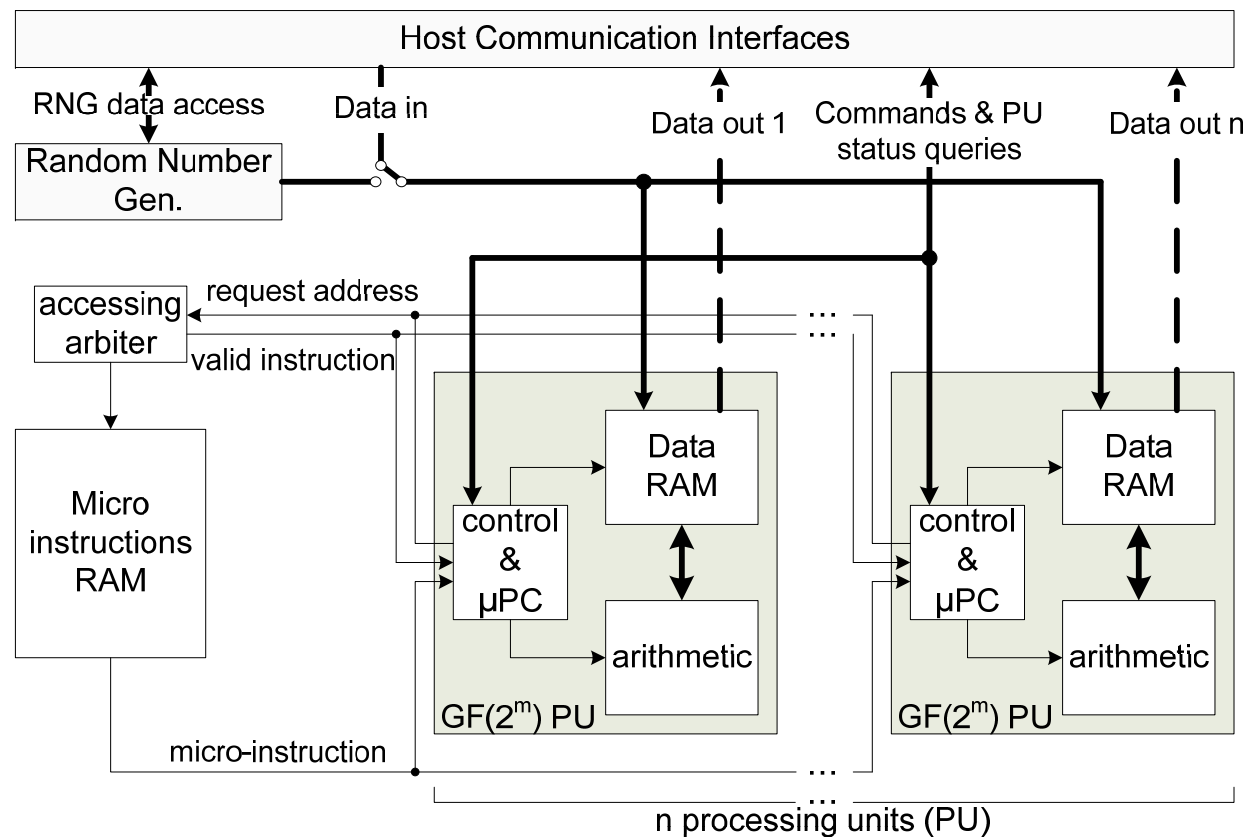 Host Communication Interfaces
RNG data access
Data in
Data out 1
Commands & PU
status queries
Data out n
Random Number
Gen.
accessing
arbiter
request address
...
...
valid instruction
Micro
instructions
RAM
Data
RAM
control
&
µPC
arithmetic
GF(2^m) PU
Data
RAM
control
&
µPC
arithmetic
GF(2^m) PU
micro-instruction
...
...
n processing units (PU)